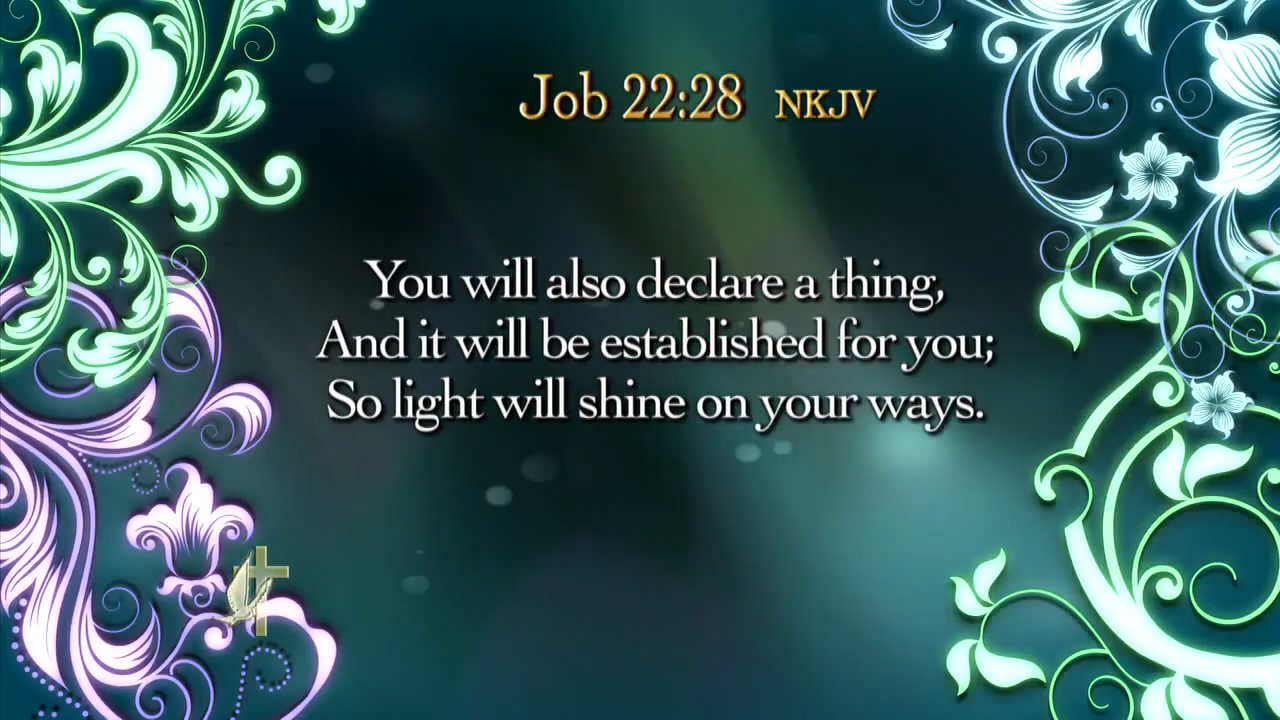 Job 22:28 NKJV
You will also declare a thing,
And it will be established for you;
So light will shine on your ways.